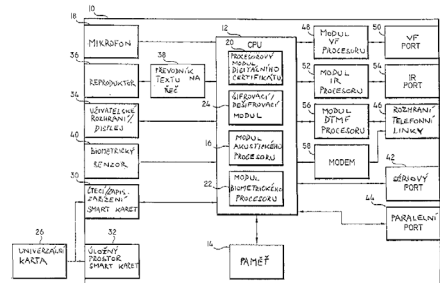 10
18
MIKROFON
36
REPRODUKTOR
38
PŘEVODNÍK
TEXTU NA
ŘEČ
34
UŽIVATELSKÉ
ROZHRANÍ/
DISPLEJ
40
BIOMETRICKÝ
SENZOR
30
ČTECÍ/ZAPIS.
ZAŘÍZENÍ
SMART KARET
26
UNIVERZÁLNÍ
KARTA
32
ÚLOŽNÝ
PROSTOR
SMART KARET
12
CPU
20
PROCESOROVÝ
MODUL
DIGITÁLNÍHO
CERTIFIKÁTU
24
ŠIFROVACÍ/
DEŠIFROVACÍ
MODUL
16
MODUL
AKUSTICKÉHO
PROCESORU
22
MODUL
BIOMETRICKÉHO
PROCESORU
14
PAMĚŤ
48
MODUL
VF
PROCESORU
50
VF
PORT
52
MODUL
IR
PROCESORU
54
IR
PORT
56
MODUL
DTMF
PROCESORU
46
ROZHRANÍ
TELEFONNÍ
LINKY
58
MODEM
42
SÉRIOVÝ
PORT
44
PARALELNÍ
PORT